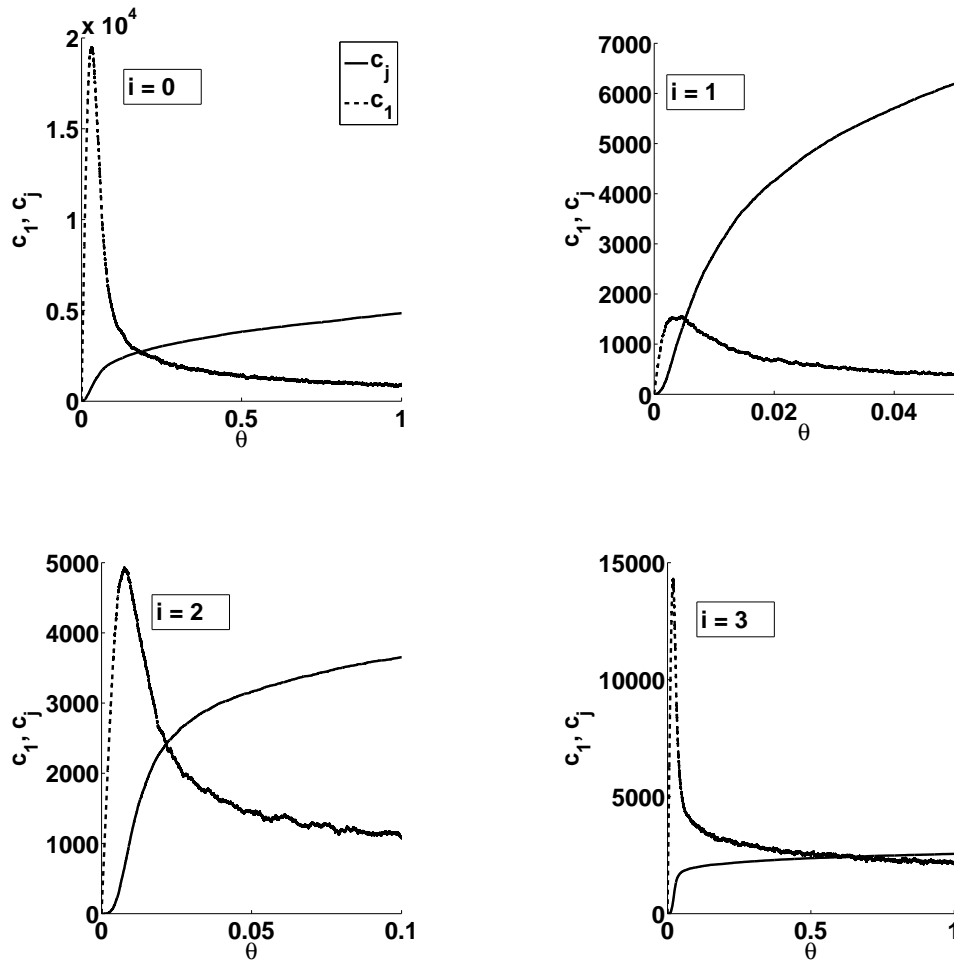 x 10^4
2
1.5
1
0.5
0
0 0.5 1
θ
c_1, c_j
i = 0
c_j
c_1
7000
6000
5000
4000
3000
2000
1000
0
0 0.02 0.04
θ
c_1, c_j
i = 1
5000
4000
3000
2000
1000
0
0 0.05 0.1
θ
c_1, c_j
i = 2
15000
10000
5000
0
0 0.5 1
θ
c_1, c_j
i = 3